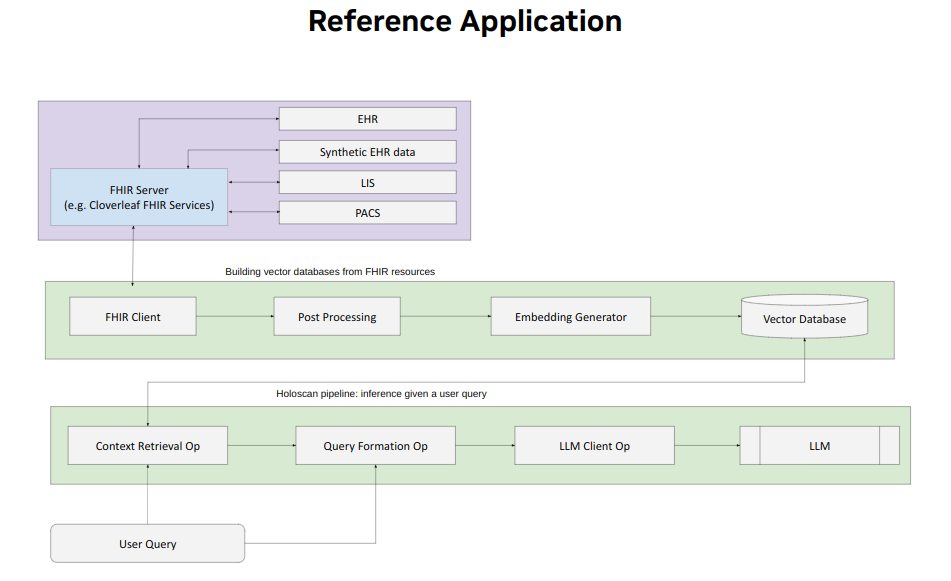 Reference Application
EHR
Synthetic EHR data
LIS
PACS
FHIR Server
(e.g. Cloverleaf FHIR Services)
Building vector databases from FHIR resources
FHIR Client
Post Processing
Embedding Generator
Vector Database
Holoscan pipeline: inference given a user query
Context Retrieval Op
Query Formation Op
LLM Client Op
LLM
User Query